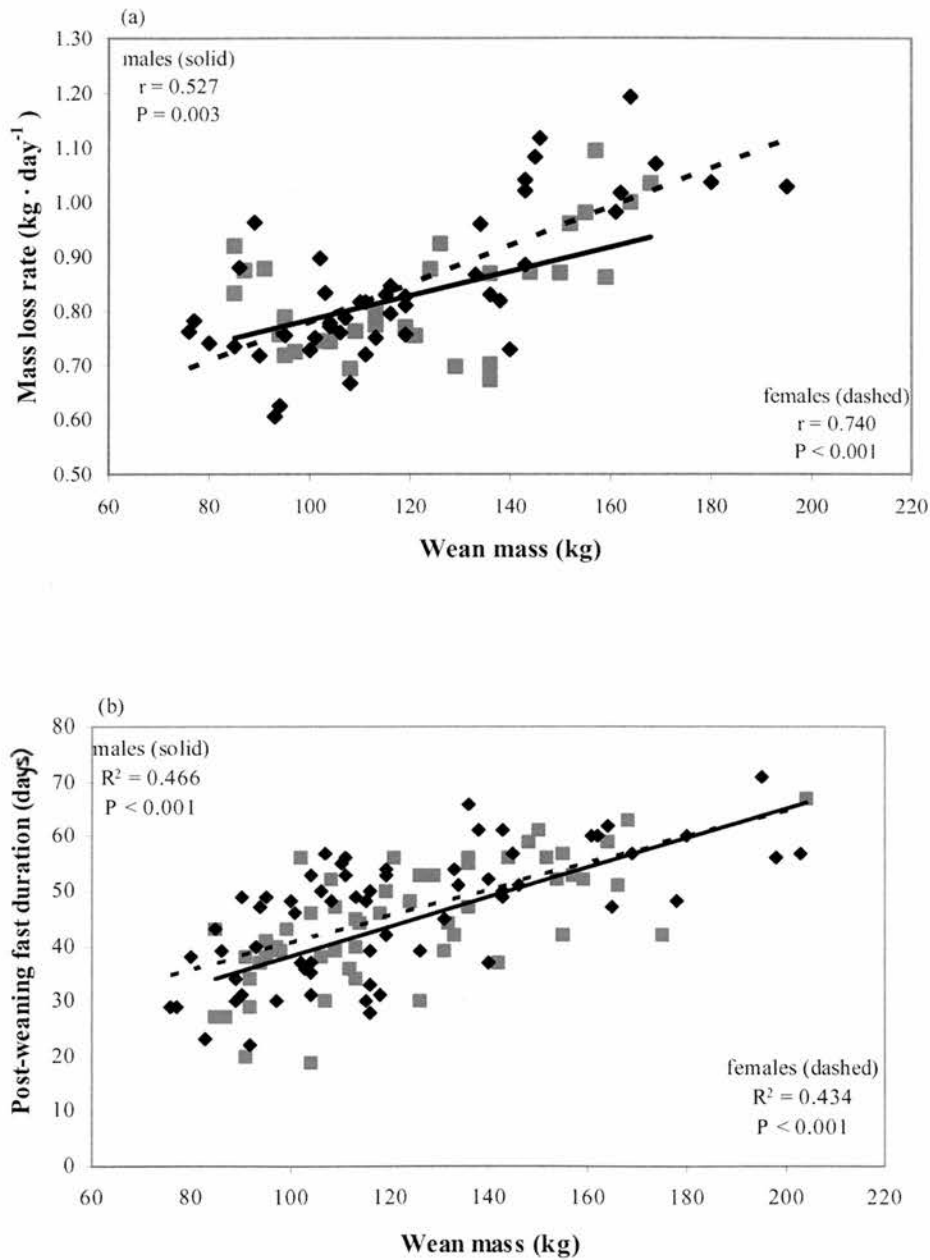 (a)
1.30
1.20
1.10
1.00
0.90
0.80
0.70
0.60
0.50
Mass loss rate (kg · day⁻¹)
males (solid)
r = 0.527
P = 0.003
females (dashed)
r = 0.740
P < 0.001
60 80 100 120 140 160 180 200 220
Wean mass (kg)
(b)
80
70
60
50
40
30
20
10
0
Post-weaning fast duration (days)
males (solid)
R² = 0.466
P < 0.001
females (dashed)
R² = 0.434
P < 0.001
60 80 100 120 140 160 180 200 220
Wean mass (kg)